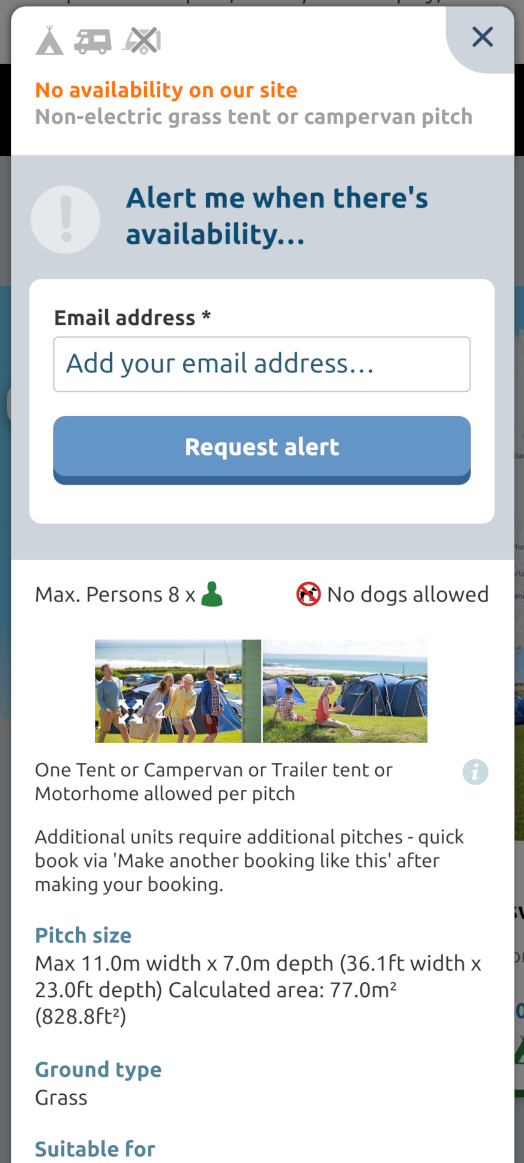 No availability on our site
Non-electric grass tent or campervan pitch
Alert me when there's
availability...
Email address *
Add your email address...
Request alert
Max. Persons 8 x
No dogs allowed
2
One Tent or Campervan or Trailer tent or
Motorhome allowed per pitch
Additional units require additional pitches - quick
book via 'Make another booking like this' after
making your booking.
Pitch size
Max 11.0m width x 7.0m depth (36.1ft width x
23.0ft depth) Calculated area: 77.0m²
(828.8ft²)
Ground type
Grass
Suitable for